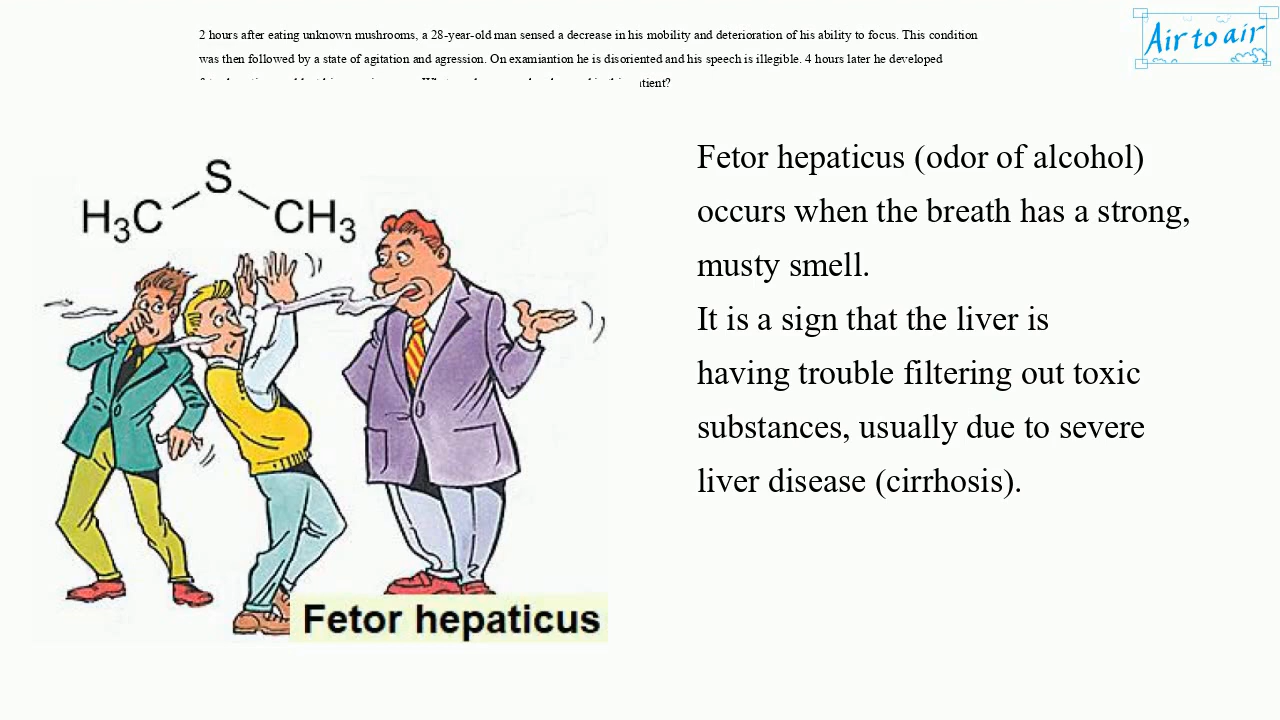 2 hours after eating unknown mushrooms, a 28-year-old man sensed a decrease in his mobility and deterioration of his ability to focus. This condition
was then followed by a state of agitation and agression. On examination he is disoriented and his speech is illegible. 4 hours later he developed
tient?
Air to air
H3C S CH3
Fetor hepaticus (odor of alcohol)
occurs when the breath has a strong,
musty smell.
It is a sign that the liver is
having trouble filtering out toxic
substances, usually due to severe
liver disease (cirrhosis).
Fetor hepaticus